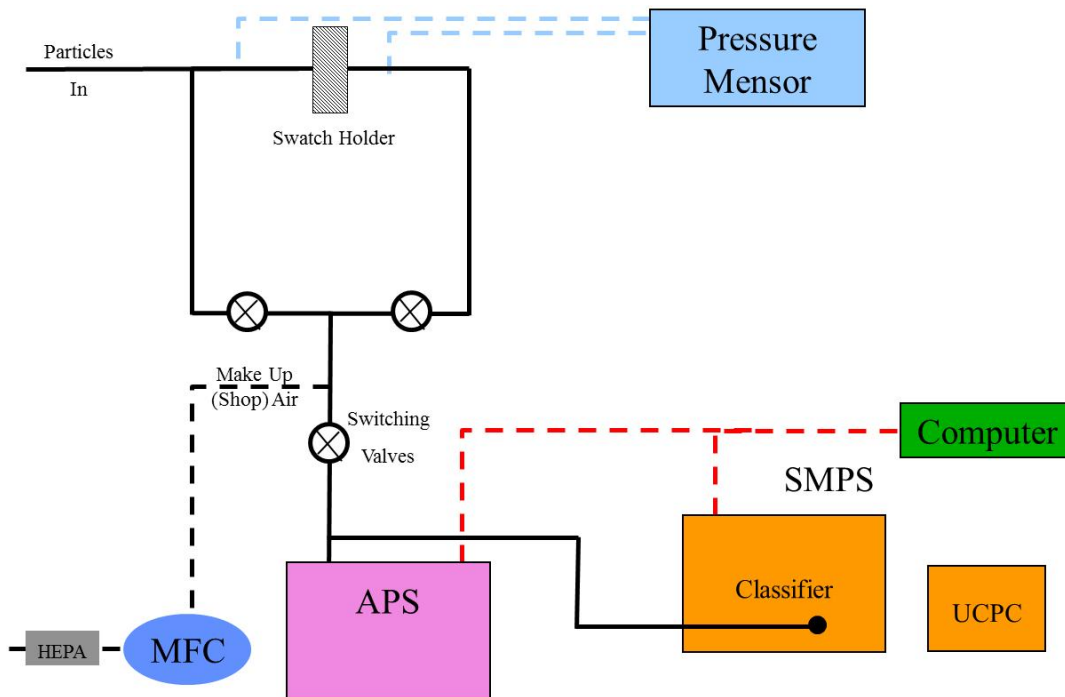 Particles
In
Pressure
Mensor
Swatch Holder
Make Up
(Shop) Air
Switching
Valves
Computer
SMPS
APS
Classifier
UCPC
HEPA
MFC